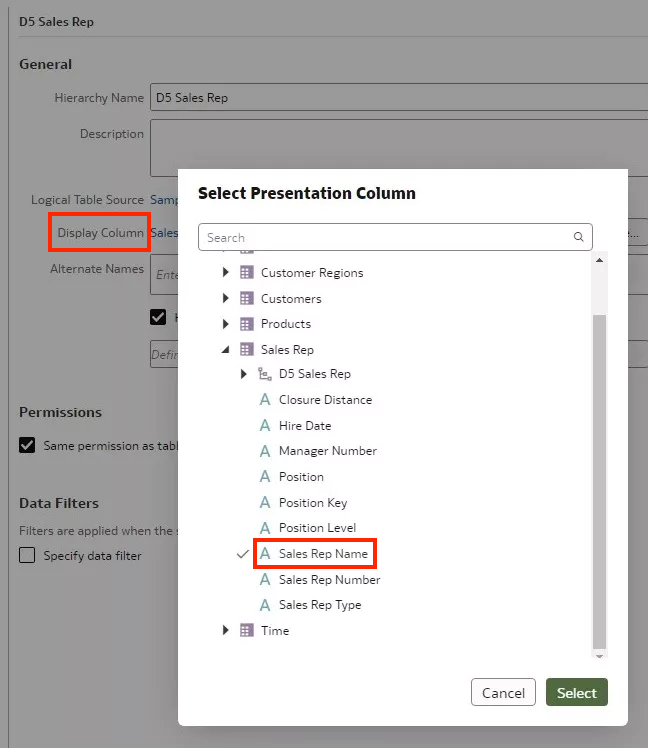 D5 Sales Rep
General
Hierarchy Name D5 Sales Rep
Description
Logical Table Source Samp
Display Column Sales
Alternate Names Ente
Defin
Permissions
Same permission as tabl
Data Filters
Filters are applied when the s
Specify data filter
Select Presentation Column
Search
Customer Regions
Customers
Products
Sales Rep
D5 Sales Rep
Closure Distance
Hire Date
Manager Number
Position
Position Key
Position Level
Sales Rep Name
Sales Rep Number
Sales Rep Type
Time
Cancel Select